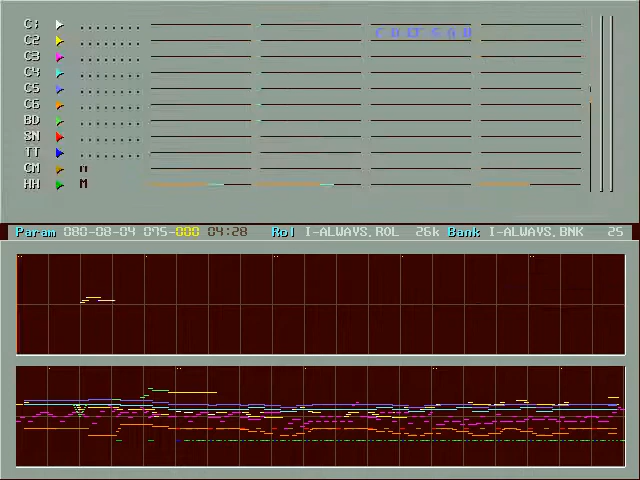 C1
C2
C3
C4
C5
C6
BD
SN
TT
CM M
HH M
Param 080-08-04 095-000 04:28 Rol I-ALWAYS.ROL 26k Bank I-ALWAYS.BNK 25